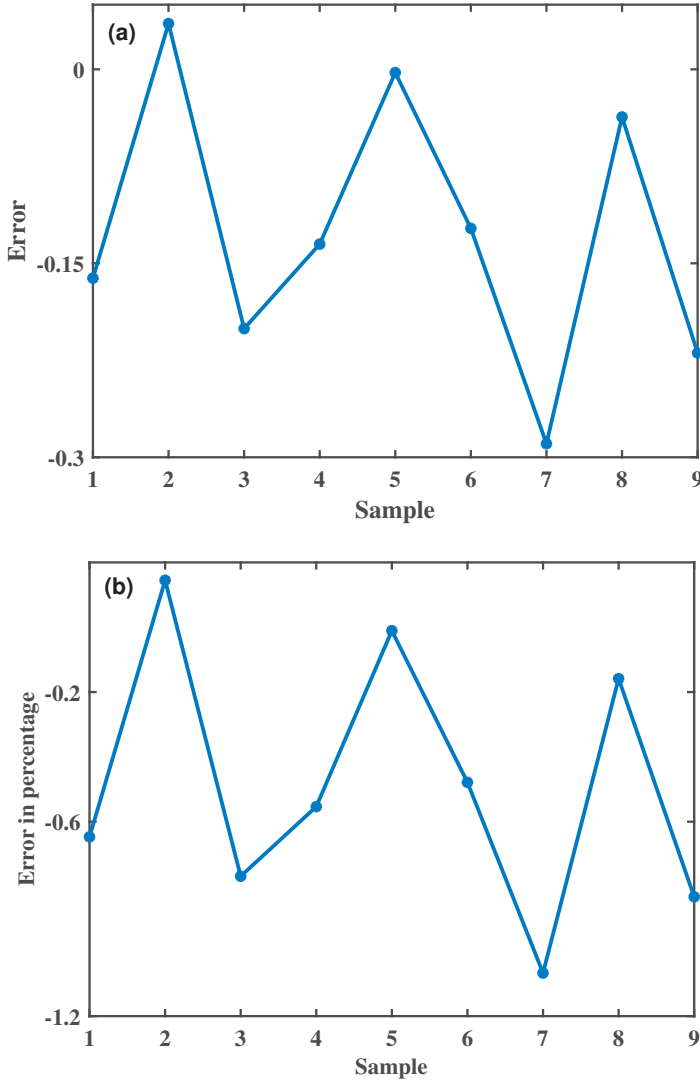 (a)
0
-0.15
-0.3
Error
1 2 3 4 5 6 7 8 9
Sample
(b)
-0.2
-0.6
-1.2
Error in percentage
1 2 3 4 5 6 7 8 9
Sample